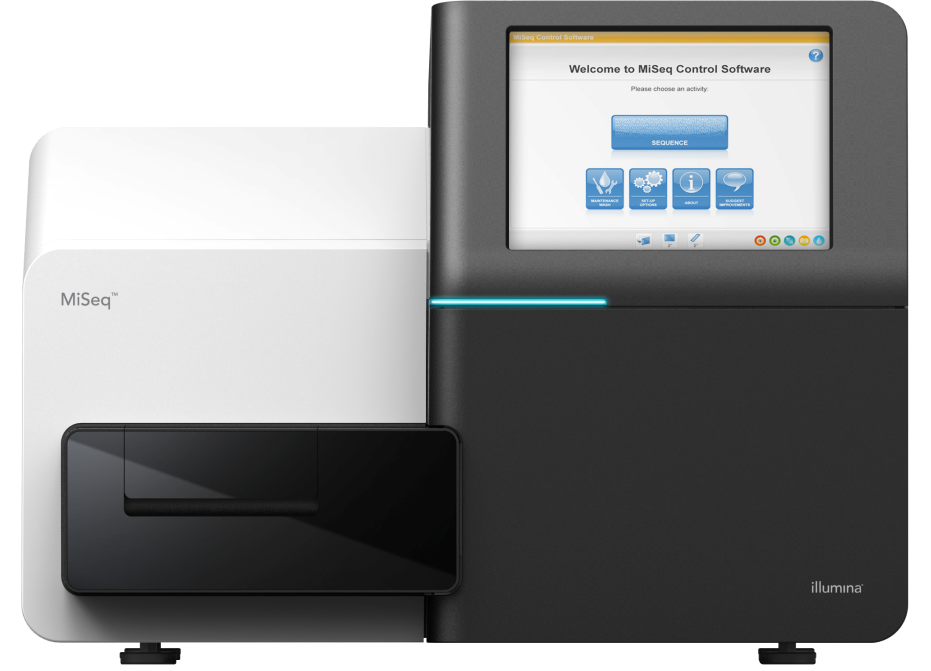 MiSeq Control Software
Welcome to MiSeq Control Software
Please choose an activity:
SEQUENCE
MAINTENANCE
WASH
SET-UP
OPTIONS
ABOUT
SUGGEST
IMPROVEMENTS
MiSeq™
illumina®